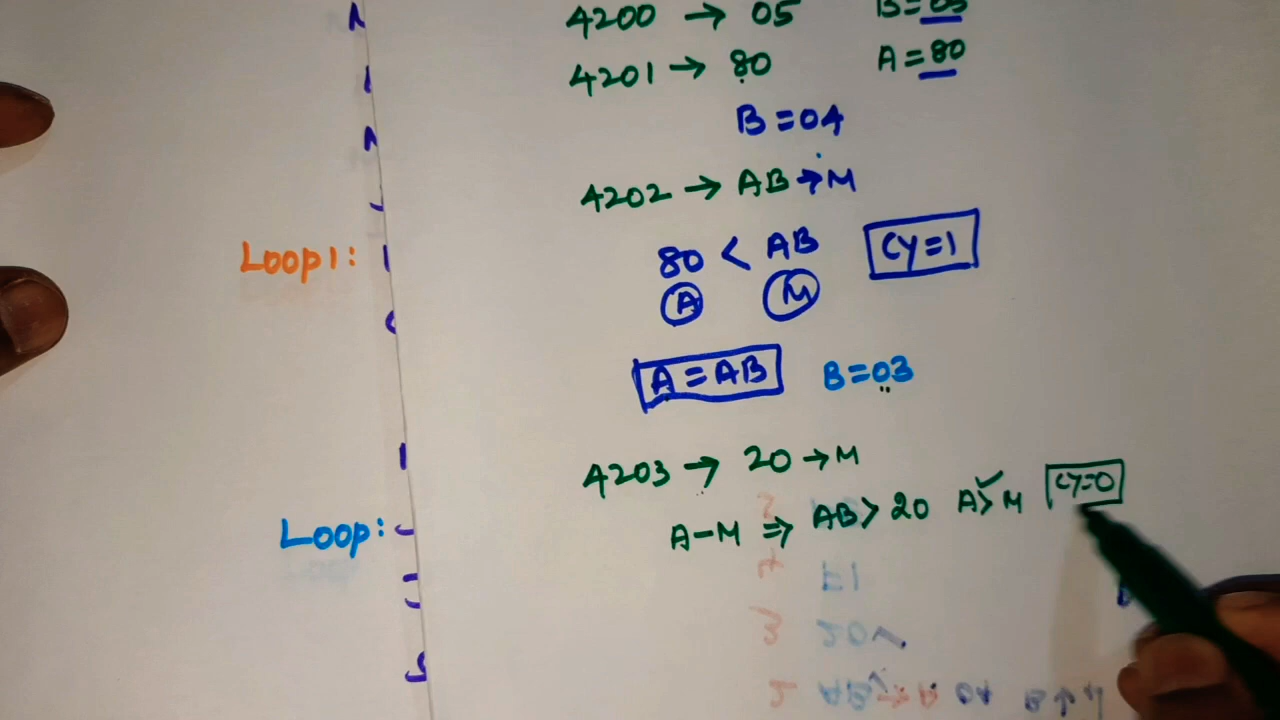 4200 → 05 B=05
4201 → 80 A=80
B=04
4202 → AB→M
Loop1: 80 < AB CY=1
A M
A=AB B=03
4203 → 20→M
Loop: A-M ⇒ AB>20 A>M CY=0